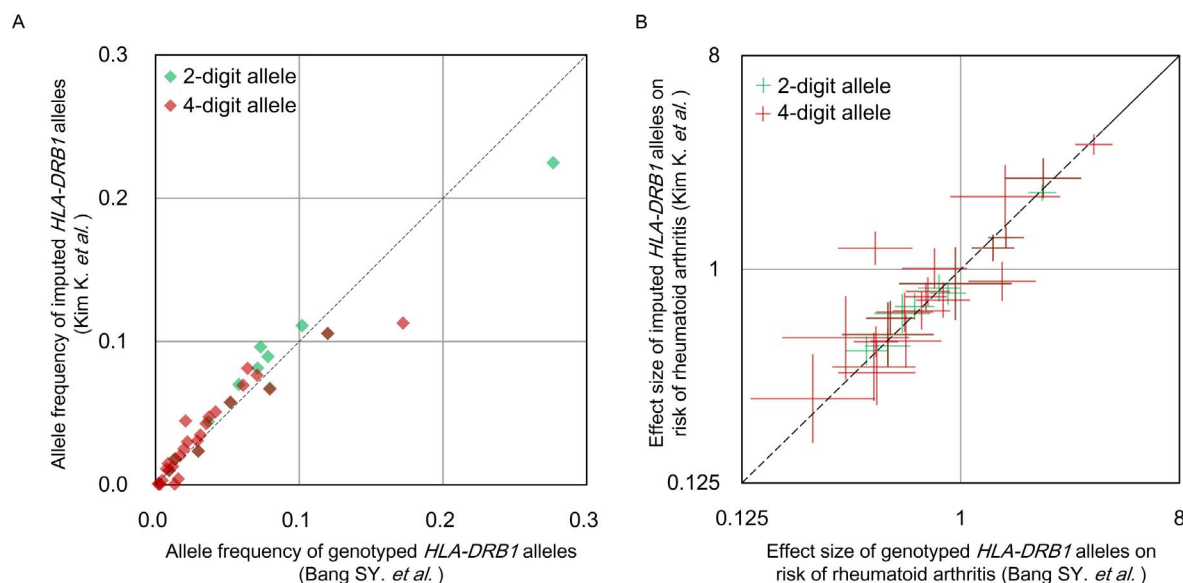 A
Allele frequency of imputed HLA-DRB1 alleles
(Kim K. et al. )
0.3
0.2
0.1
0.0
2-digit allele
4-digit allele
0.0
0.1
0.2
0.3
Allele frequency of genotyped HLA-DRB1 alleles
(Bang SY. et al. )
B
Effect size of imputed HLA-DRB1 alleles on
risk of rheumatoid arthritis (Kim K. et al. )
8
1
0.125
2-digit allele
4-digit allele
0.125
1
8
Effect size of genotyped HLA-DRB1 alleles on
risk of rheumatoid arthritis (Bang SY. et al. )